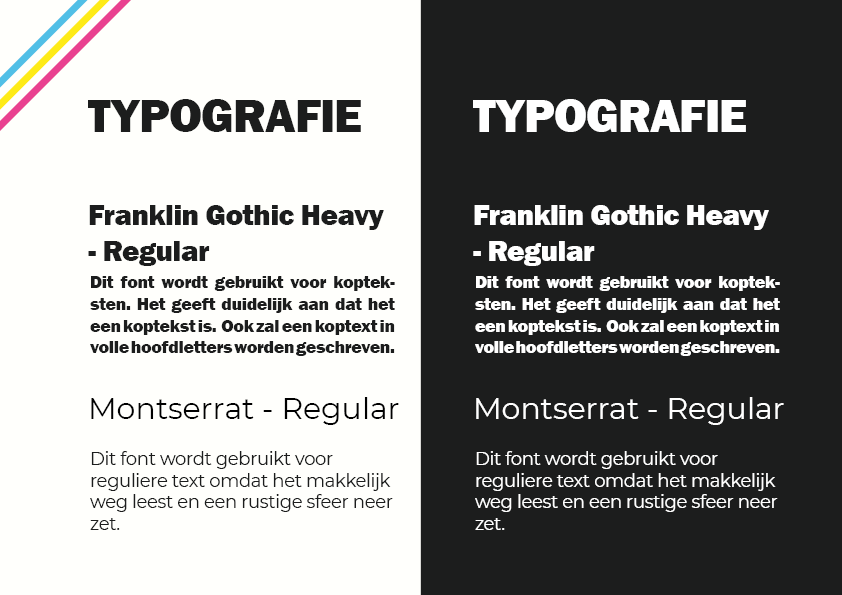 TYPOGRAFIE
Franklin Gothic Heavy
- Regular
Dit font wordt gebruikt voor koptek-
sten. Het geeft duidelijk aan dat het
een koptekst is. Ook zal een koptext in
volle hoofdletters worden geschreven.
Montserrat - Regular
Dit font wordt gebruikt voor
reguliere text omdat het makkelijk
weg leest en een rustige sfeer neer
zet.
TYPOGRAFIE
Franklin Gothic Heavy
- Regular
Dit font wordt gebruikt voor koptek-
sten. Het geeft duidelijk aan dat het
een koptekst is. Ook zal een koptext in
volle hoofdletters worden geschreven.
Montserrat - Regular
Dit font wordt gebruikt voor
reguliere text omdat het makkelijk
weg leest en een rustige sfeer neer
zet.